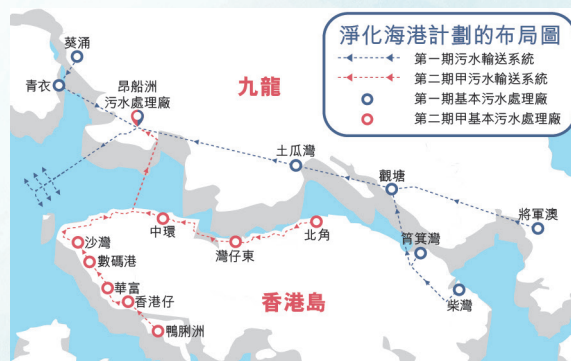 淨化海港計劃的布局圖
第一期污水輸送系統
第二期甲污水輸送系統
第一期基本污水處理廠
第二期甲基本污水處理廠
葵涌
青衣
昂船洲
污水處理廠
九龍
土瓜灣
觀塘
將軍澳
筲箕灣
柴灣
北角
灣仔東
中環
沙灣
數碼港
華富
香港仔
鴨脷洲
香港島